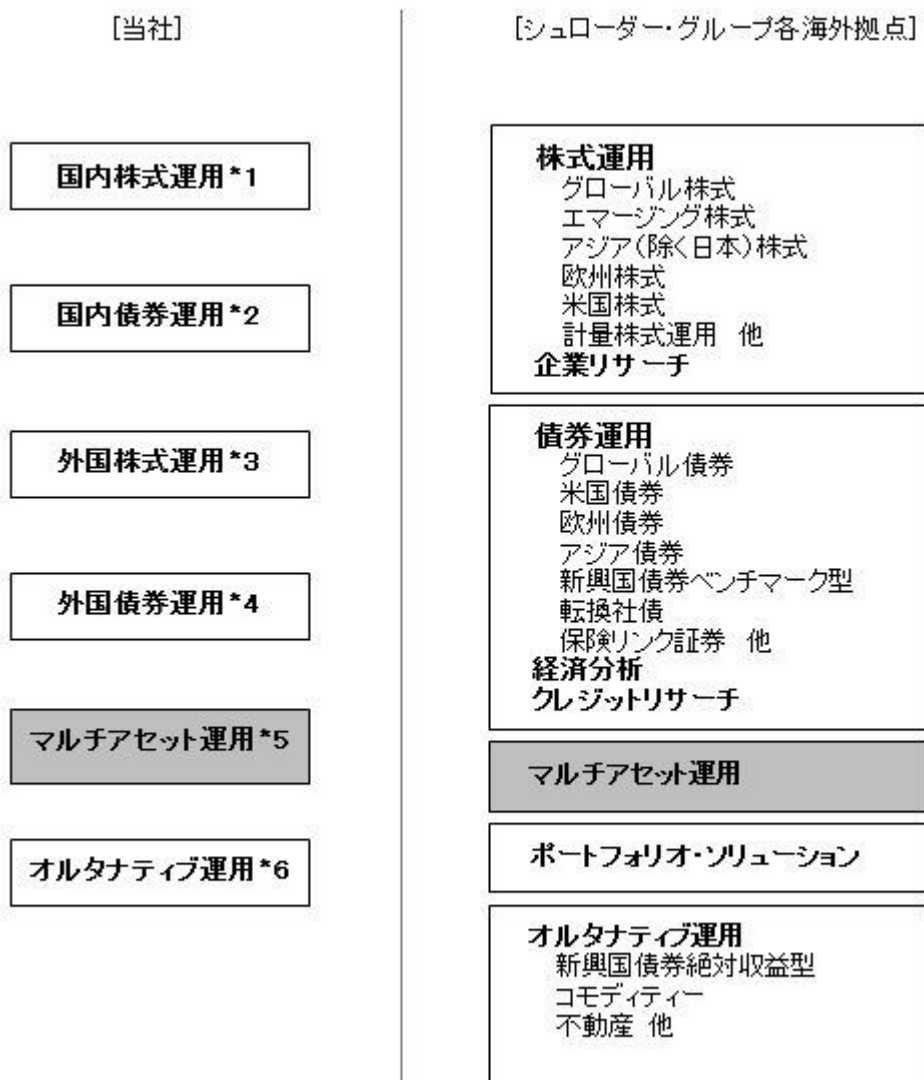 [当社]
[シュローダー・グループ各海外拠点]
国内株式運用*1
国内債券運用*2
外国株式運用*3
外国債券運用*4
マルチアセット運用*5
オルタナティブ運用*6
株式運用
グローバル株式
エマージング株式
アジア(除く日本)株式
欧州株式
米国株式
計量株式運用 他
企業リサーチ
債券運用
グローバル債券
米国債券
欧州債券
アジア債券
新興国債券ベンチマーク型
転換社債
保険リンク証券 他
経済分析
クレジットリサーチ
マルチアセット運用
ポートフォリオ・ソリューション
オルタナティブ運用
新興国債券絶対収益型
コモディティー
不動産 他